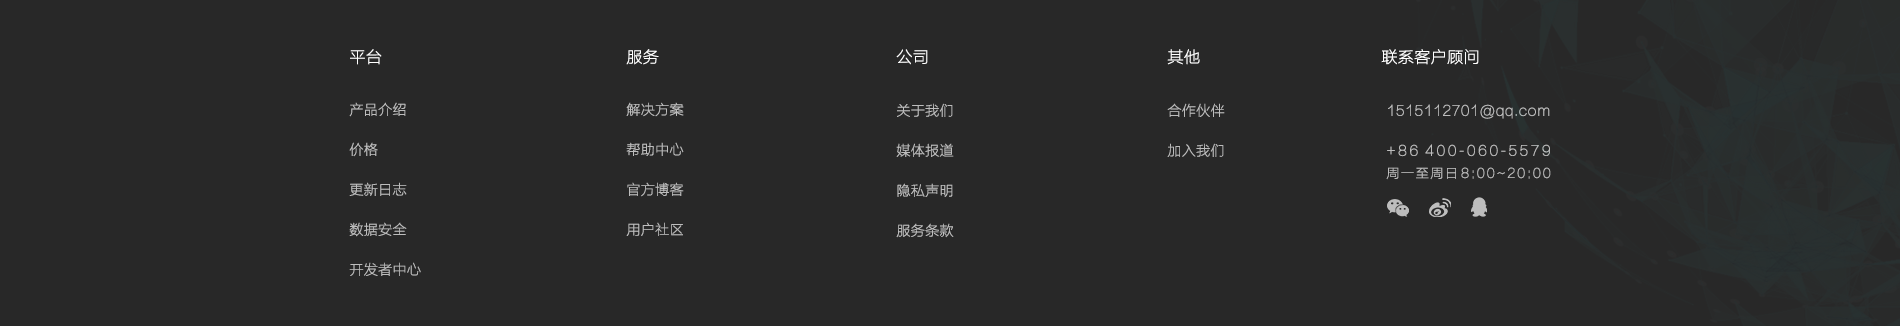 平台
产品介绍
价格
更新日志
数据安全
开发者中心
服务
解决方案
帮助中心
官方博客
用户社区
公司
关于我们
媒体报道
隐私声明
服务条款
其他
合作伙伴
加入我们
联系客户顾问
1515112701@qq.com
+86 400-060-5579
周一至周日8:00~20:00